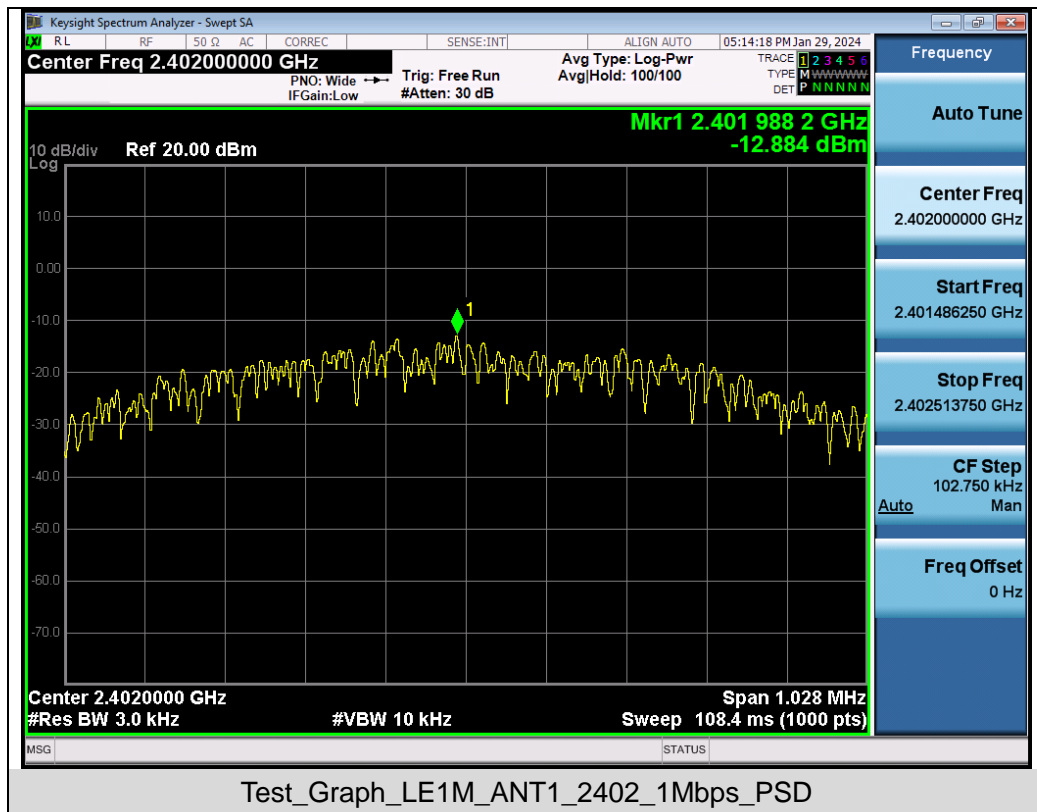 Keysight Spectrum Analyzer - Swept SA
LXI RL RF 50 Ω AC CORREC SENSE:INT ALIGN AUTO 05:14:18 PM Jan 29, 2024
Center Freq 2.402000000 GHz
PNO: Wide
IFGain:Low
Trig: Free Run
#Atten: 30 dB
Avg Type: Log-Pwr
Avg|Hold: 100/100
TRACE 1 2 3 4 5 6
TYPE M WWWWW
DET P N N N N N
Mkr1 2.401 988 2 GHz
-12.884 dBm
10 dB/div Ref 20.00 dBm
Log
10.0
0.00
-10.0
-20.0
-30.0
-40.0
-50.0
-60.0
-70.0
1
Center 2.4020000 GHz Span 1.028 MHz
#Res BW 3.0 kHz #VBW 10 kHz Sweep 108.4 ms (1000 pts)
MSG STATUS
Frequency
Auto Tune
Center Freq
2.402000000 GHz
Start Freq
2.401486250 GHz
Stop Freq
2.402513750 GHz
CF Step
102.750 kHz
Auto Man
Freq Offset
0 Hz
Test_Graph_LE1M_ANT1_2402_1Mbps_PSD